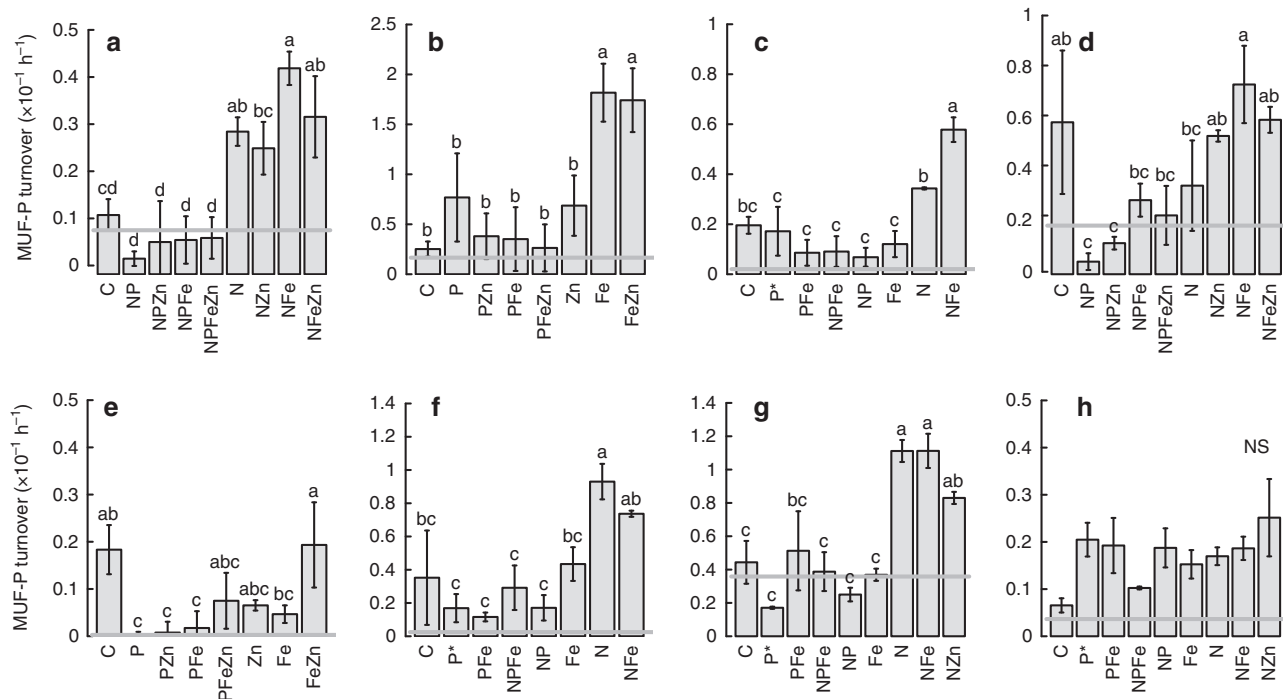 a
MUF-P turnover (×10⁻¹ h⁻¹)
0.5
0.4
0.3
0.2
0.1
0
cd
d
d
d
d
ab
bc
a
ab
C
NP
NPZn
NPFe
NPFeZn
N
NZn
NFe
NFeZn
b
2.5
2
1.5
1
0.5
0
b
b
b
b
b
b
a
a
C
P
PZn
PFe
PFeZn
Zn
Fe
FeZn
c
1
0.8
0.6
0.4
0.2
0
bc
c
c
c
c
c
b
a
C
P*
PFe
NPFe
NP
Fe
N
NFe
d
1
0.8
0.6
0.4
0.2
0
ab
c
c
bc
bc
bc
ab
a
ab
C
NP
NPZn
NPFe
NPFeZn
N
NZn
NFe
NFeZn
e
MUF-P turnover (×10⁻¹ h⁻¹)
0.5
0.4
0.3
0.2
0.1
0
ab
c
c
c
abc
abc
bc
a
C
P
PZn
PFe
PFeZn
Zn
Fe
FeZn
f
1.4
1.2
1
0.8
0.6
0.4
0.2
0
bc
c
c
c
c
bc
a
ab
C
P*
PFe
NPFe
NP
Fe
N
NFe
g
1.4
1.2
1
0.8
0.6
0.4
0.2
0
c
c
bc
c
c
c
a
a
ab
C
P*
PFe
NPFe
NP
Fe
N
NFe
NZn
h
NS
0.5
0.4
0.3
0.2
0.1
0
C
P*
PFe
NPFe
NP
Fe
N
NFe
NZn